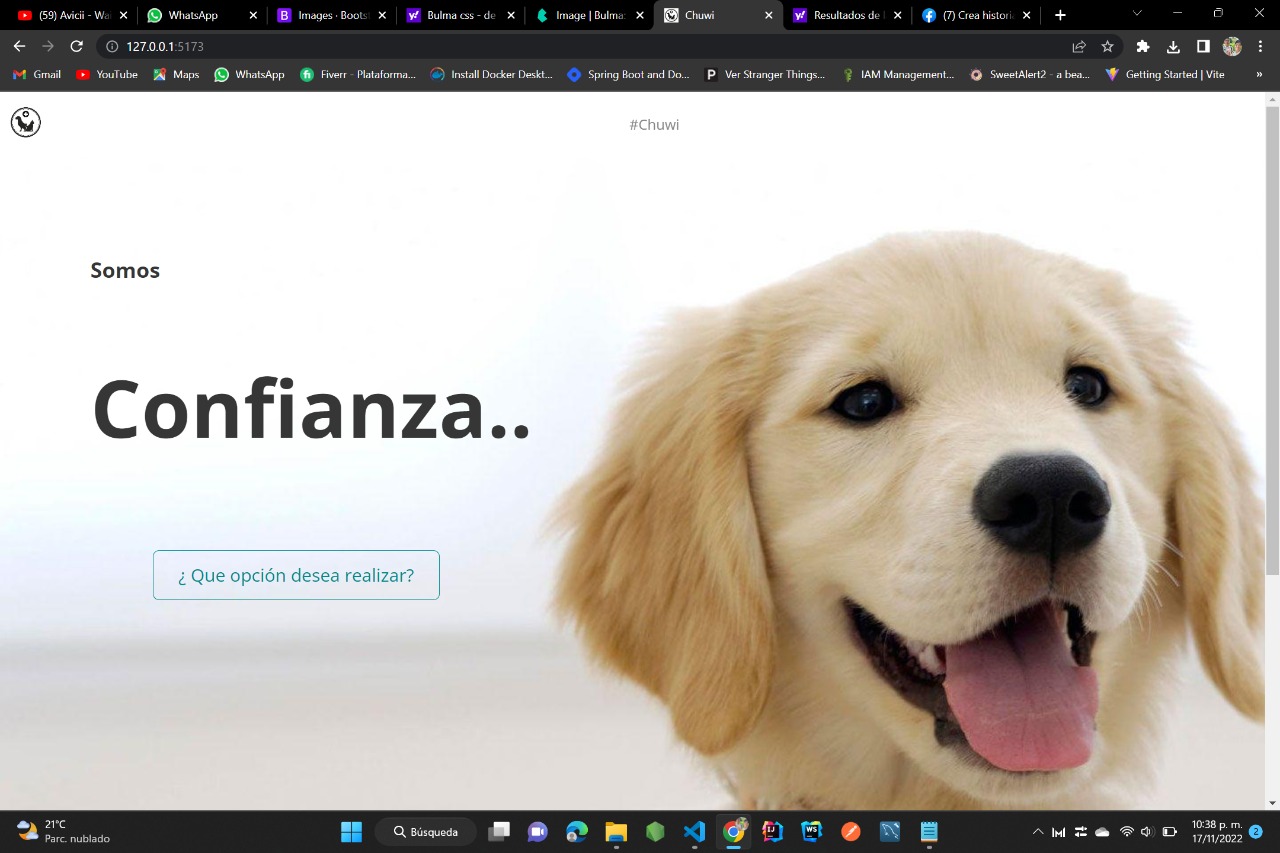 (59) Avicii - Wai
WhatsApp
Images · Boots
Bulma css - de
Image | Bulma:
Chuwi
Resultados de
(7) Crea histori
127.0.0.1:5173
Gmail
YouTube
Maps
WhatsApp
Fiverr - Plataforma...
Install Docker Deskt...
Spring Boot and Do...
Ver Stranger Things...
IAM Management...
SweetAlert2 - a bea...
Getting Started | Vite
»
#Chuwi
Somos
Confianza..
¿ Que opción desea realizar?
21°C
Parc. nublado
Búsqueda
10:38 p. m.
17/11/2022
2